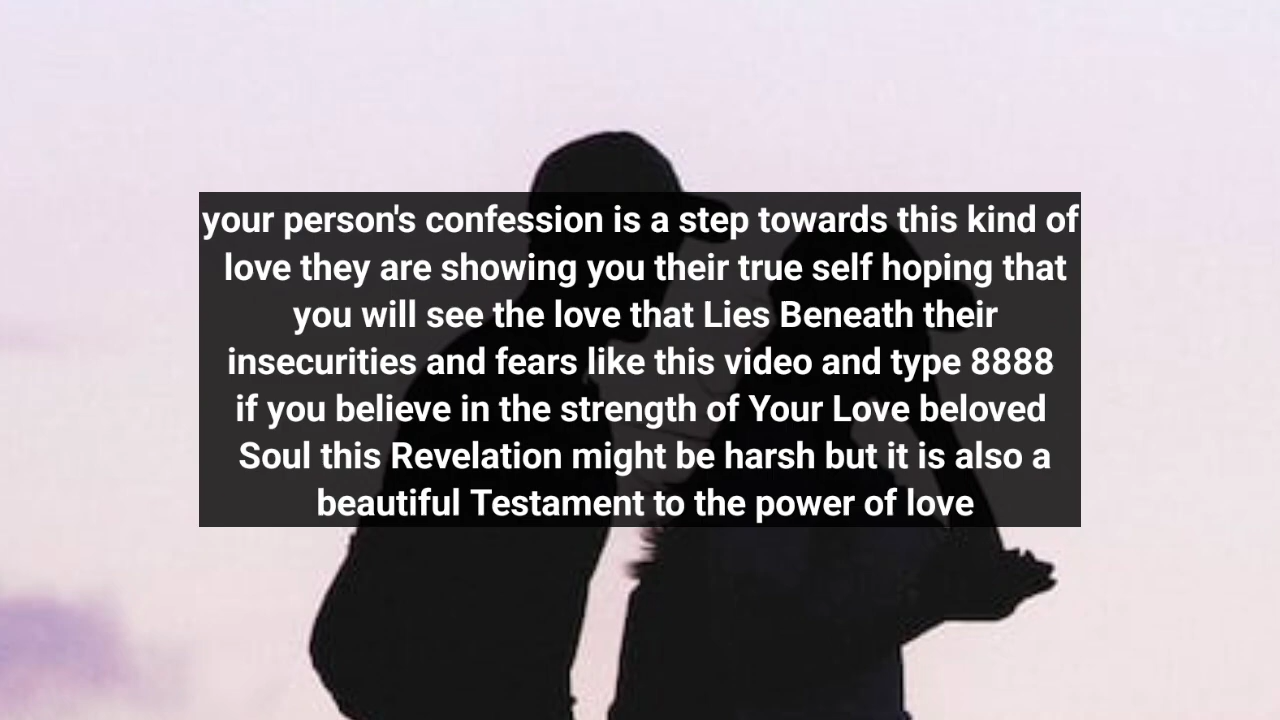 your person's confession is a step towards this kind of
love they are showing you their true self hoping that
you will see the love that Lies Beneath their
insecurities and fears like this video and type 8888
if you believe in the strength of Your Love beloved
Soul this Revelation might be harsh but it is also a
beautiful Testament to the power of love